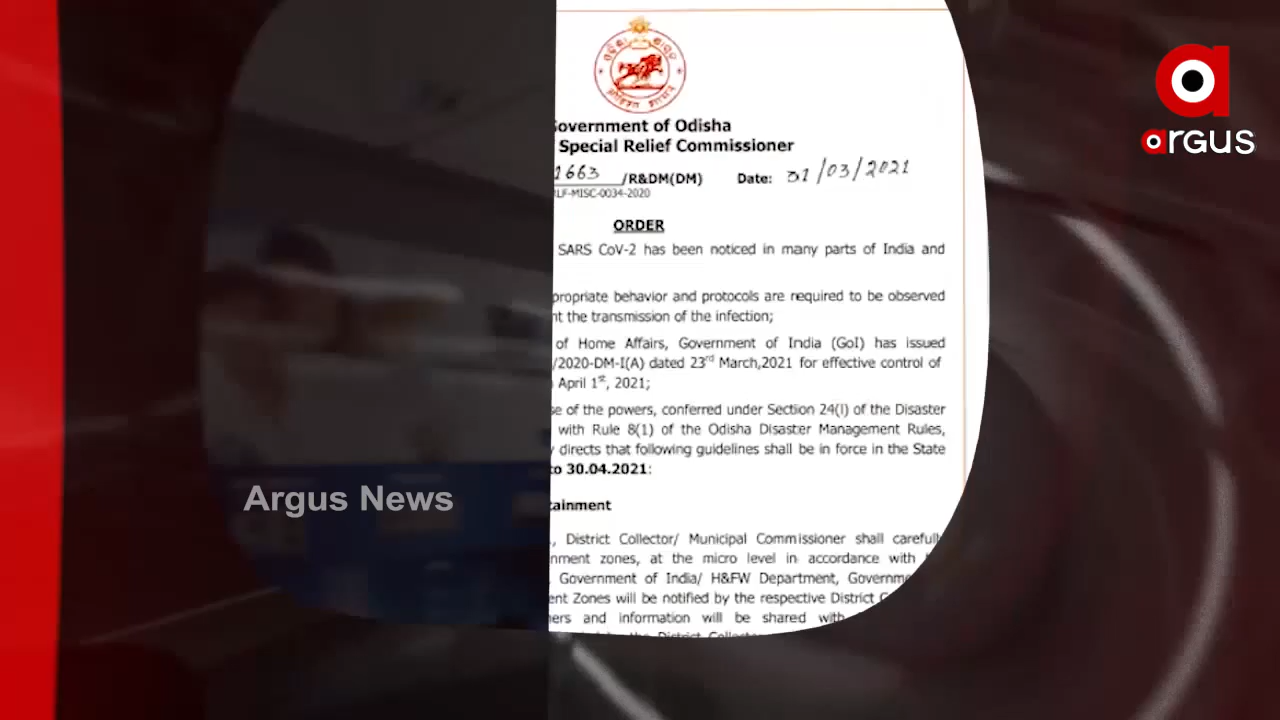 Government of Odisha
Special Relief Commissioner
1663 /R&DM(DM) Date: 31/03/2021
LF-MISC-0034-2020
ORDER
SARS CoV-2 has been noticed in many parts of India and
propriate behavior and protocols are required to be observed
nt the transmission of the infection;
of Home Affairs, Government of India (GoI) has issued
/2020-DM-I(A) dated 23rd March,2021 for effective control of
April 1st, 2021;
se of the powers, conferred under Section 24(l) of the Disaster
with Rule 8(1) of the Odisha Disaster Management Rules,
y directs that following guidelines shall be in force in the State
to 30.04.2021:
tainment
, District Collector/ Municipal Commissioner shall carefull
nment zones, at the micro level in accordance with
Government of India/ H&FW Department, Governme
ent Zones will be notified by the respective District C
ers and information will be shared with
District Collector
Argus News
argus